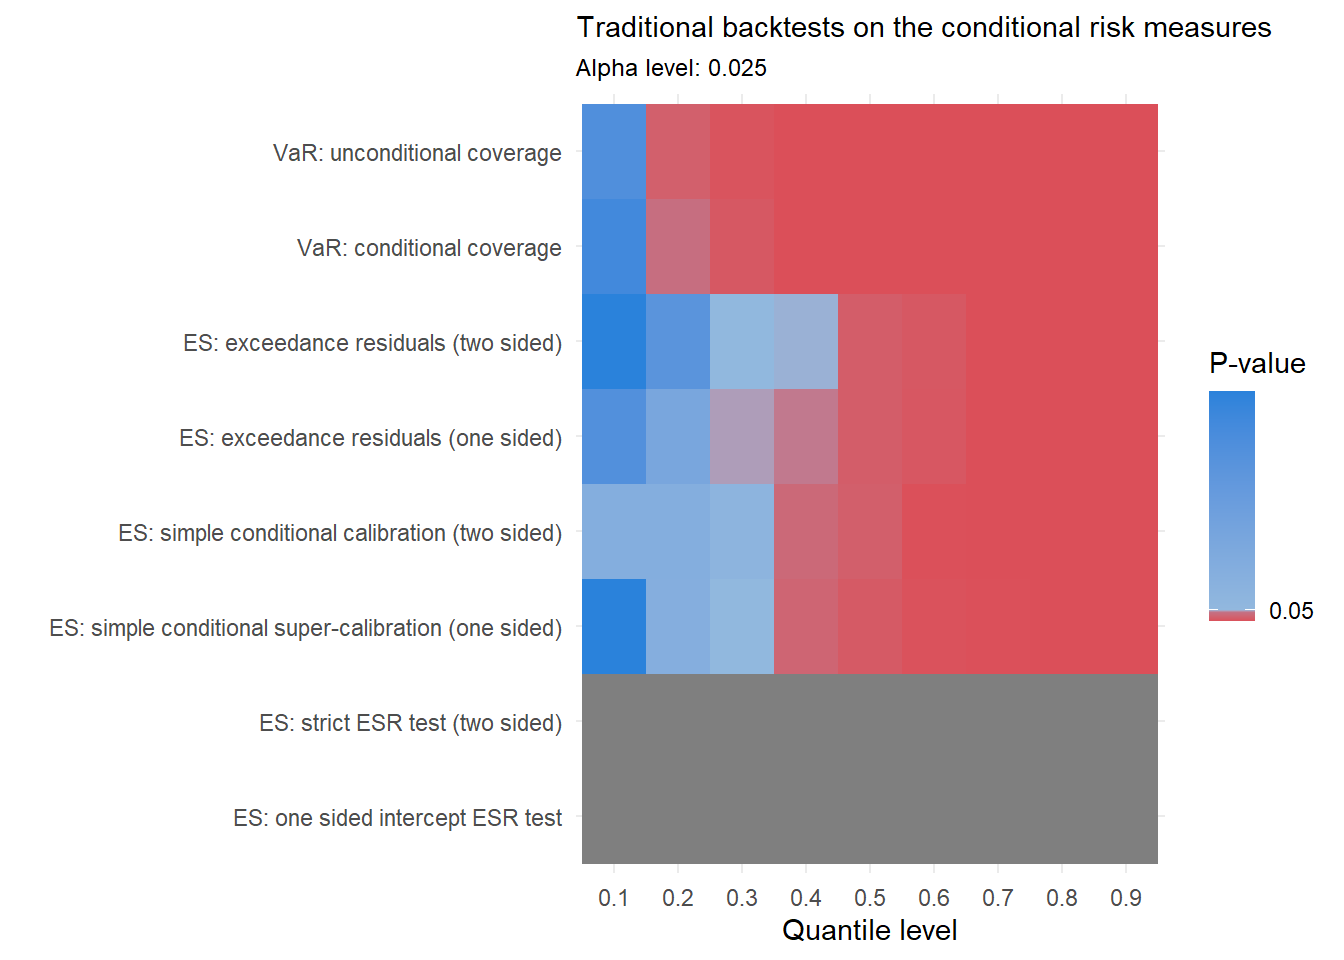 Traditional backtests on the conditional risk measures
Alpha level: 0.025
VaR: unconditional coverage
VaR: conditional coverage
ES: exceedance residuals (two sided)
ES: exceedance residuals (one sided)
ES: simple conditional calibration (two sided)
ES: simple conditional super-calibration (one sided)
ES: strict ESR test (two sided)
ES: one sided intercept ESR test
0.1 0.2 0.3 0.4 0.5 0.6 0.7 0.8 0.9
Quantile level
P-value
0.05